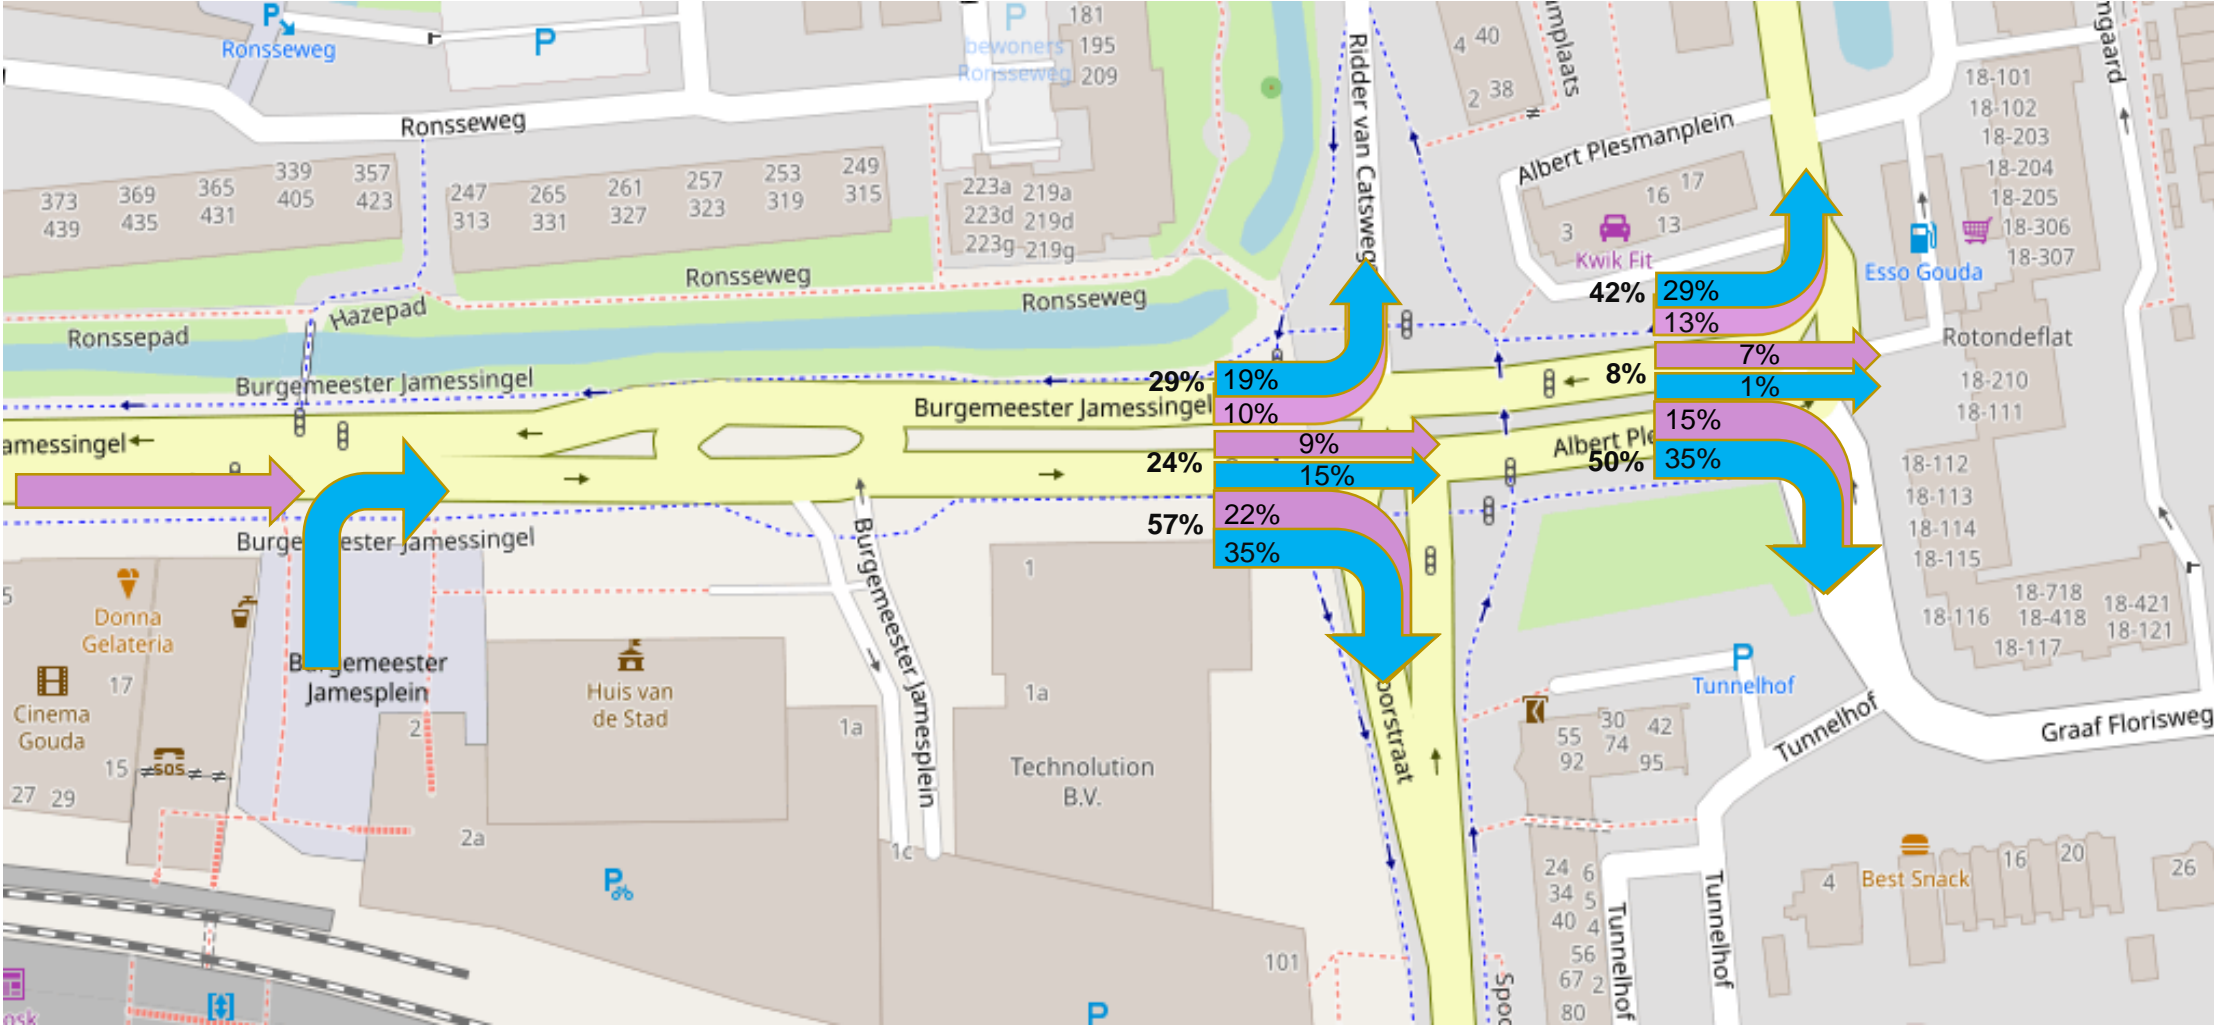 P
Ronsseweg
P
P
bewoners
Ronsseweg
181
195
209
Ronsseweg
Ridder van Catsweg
4
40
2
38
mplaats
mgaard
18-101
18-102
18-203
18-204
18-205
18-306
18-307
Albert Plesmanplein
16
17
3
13
Kwik Fit
Esso Gouda
373
439
369
435
365
431
339
405
357
423
247
313
265
331
261
327
257
323
253
319
249
315
223a
219a
223d
219d
223g
219g
Ronsseweg
Ronsseweg
Hazepad
Ronssepad
Burgemeester Jamessingel
Burgemeester Jamessingel
amessingel
29%
19%
10%
24%
9%
15%
57%
22%
35%
42%
29%
13%
8%
7%
1%
50%
15%
35%
Albert Ple
Rotondeflat
18-210
18-111
18-112
18-113
18-114
18-115
18-116
18-718
18-418
18-117
18-421
18-121
Burgemeester Jamessingel
5
Donna
Gelateria
Cinema
Gouda
17
15
SOS
27
29
Burgemeester
Jamesplein
2
2a
Huis van
de Stad
1a
Burgemeester Jamesplein
1c
1
1a
Technolution
B.V.
101
P
P
oorstraat
Spoo
P
Tunnelhof
55
92
30
74
42
95
Tunnelhof
Graaf Florisweg
24
6
34
5
40
4
56
67
2
80
Tunnelhof
Tunnelhof
4
Best Snack
16
20
26
osk